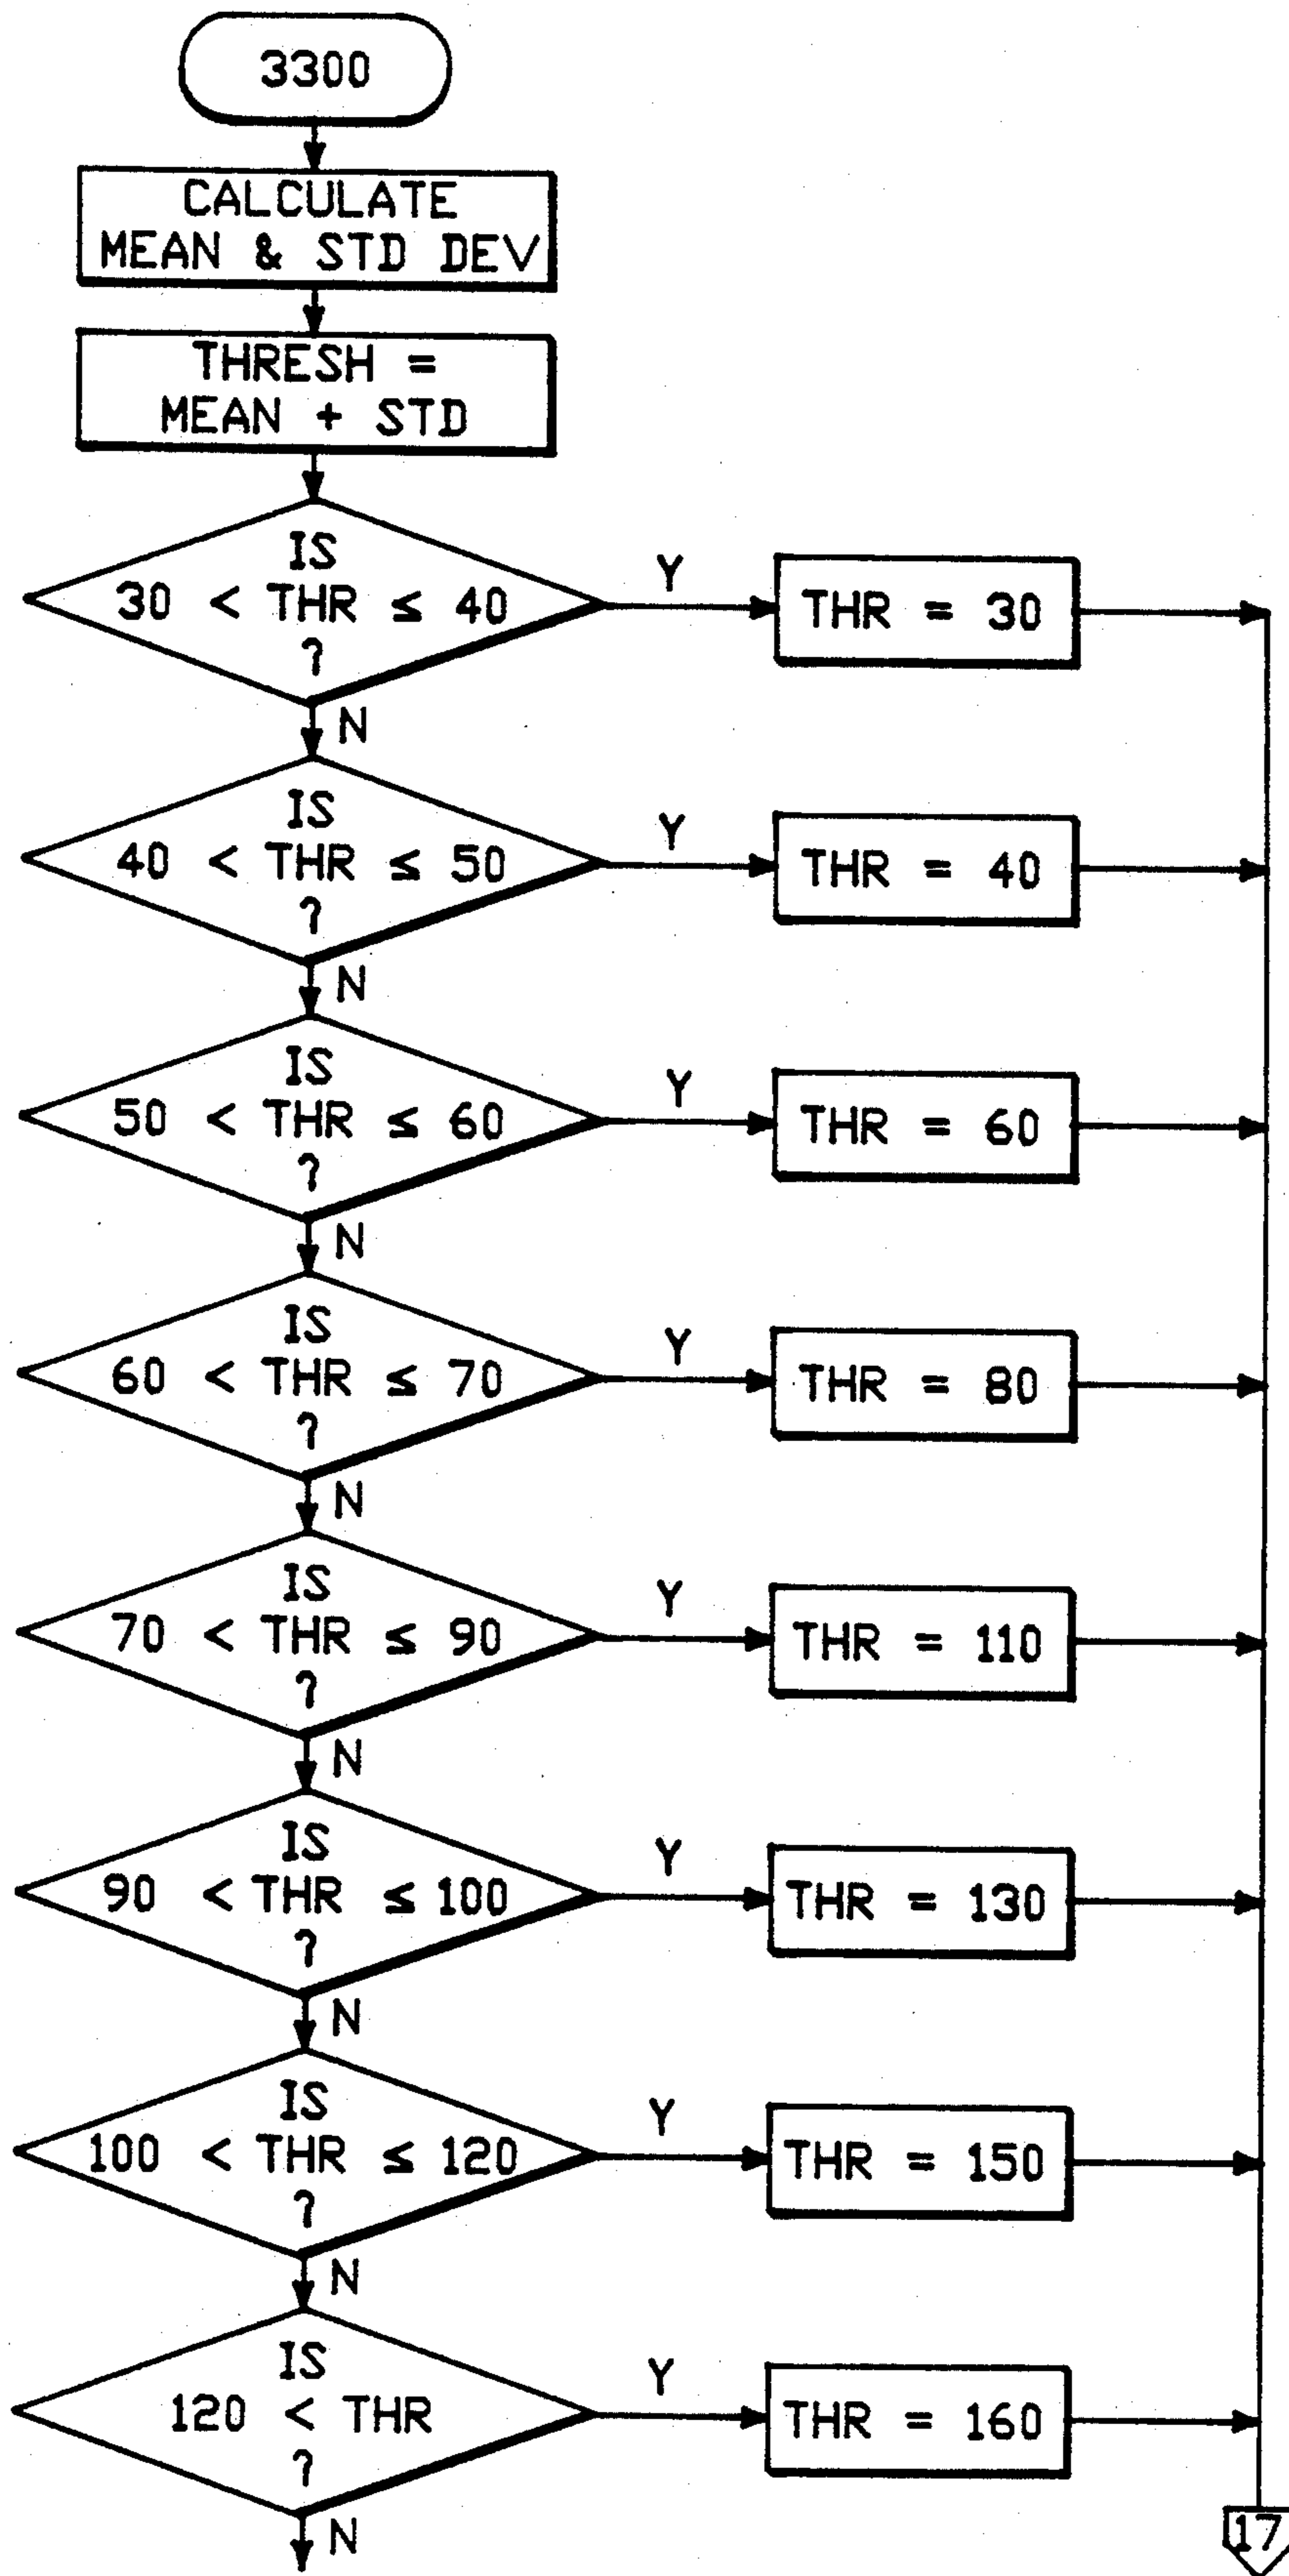 3300
CALCULATE
MEAN & STD DEV
THRESH =
MEAN + STD
IS
30 < THR ≤ 40
?
Y
THR = 30
N
IS
40 < THR ≤ 50
?
Y
THR = 40
N
IS
50 < THR ≤ 60
?
Y
THR = 60
N
IS
60 < THR ≤ 70
?
Y
THR = 80
N
IS
70 < THR ≤ 90
?
Y
THR = 110
N
IS
90 < THR ≤ 100
?
Y
THR = 130
N
IS
100 < THR ≤ 120
?
Y
THR = 150
N
IS
120 < THR
?
Y
THR = 160
N
17